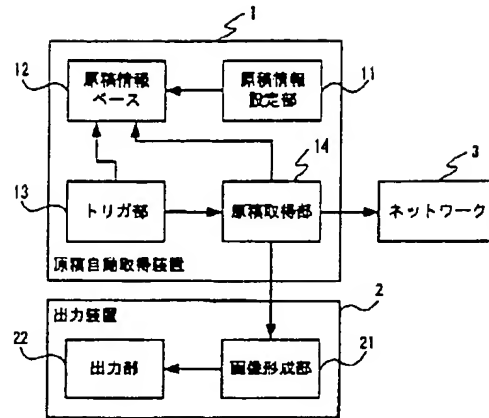 1
12
原稿情報
ベース
原稿情報
設定部
11
14
3
13
トリガ部
原稿取得部
ネットワーク
原稿自動取得装置
2
出力装置
22
出力部
画像形成部
21